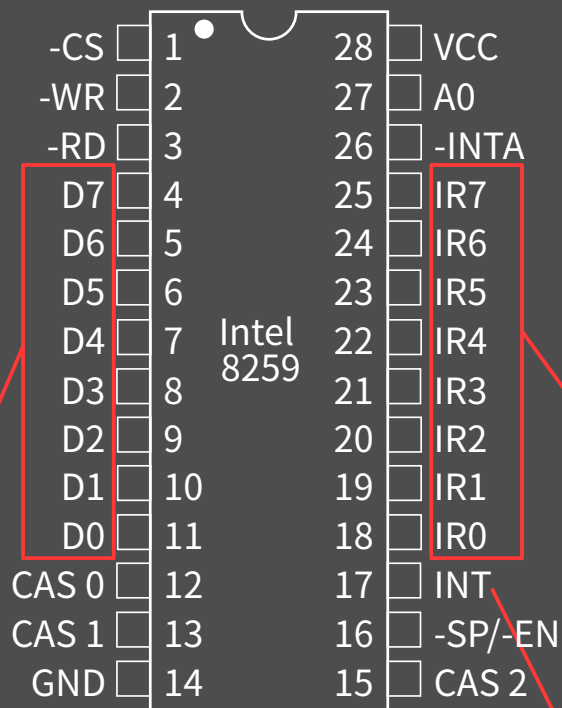 -CS 1 28 VCC
-WR 2 27 A0
-RD 3 26 -INTA
D7 4 25 IR7
D6 5 24 IR6
D5 6 23 IR5
D4 7 Intel 22 IR4
8259
D3 8 21 IR3
D2 9 20 IR2
D1 10 19 IR1
D0 11 18 IR0
CAS 0 12 17 INT
CAS 1 13 16 -SP/-EN
GND 14 15 CAS 2